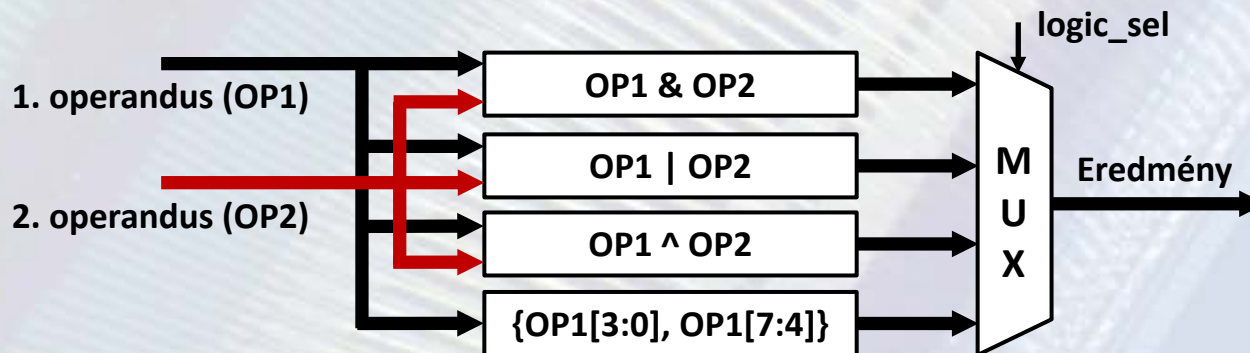 logic_sel
1. operandus (OP1)
OP1 & OP2
OP1 | OP2
2. operandus (OP2)
OP1 ^ OP2
{OP1[3:0], OP1[7:4]}
M
U
X
Eredmény